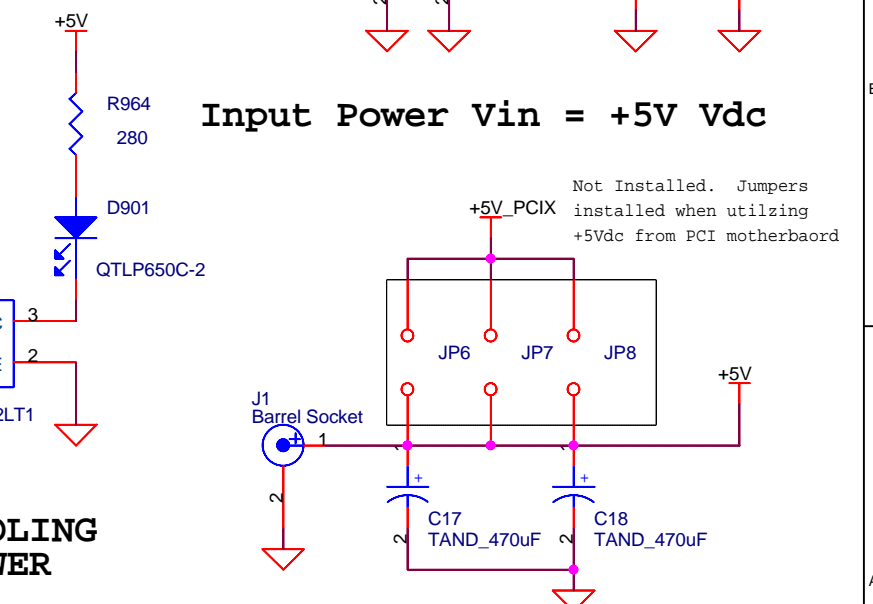 +5V
R964
280
Input Power Vin = +5V Vdc
D901
QTLP650C-2
Not Installed. Jumpers
installed when utilzing
+5Vdc from PCI motherbaord
+5V_PCIX
JP6
JP7
JP8
3
2
2LT1
+5V
J1
Barrel Socket
1
+
1
1
2
+
C17
TAND_470uF
2
+
C18
TAND_470uF
2
WER
A